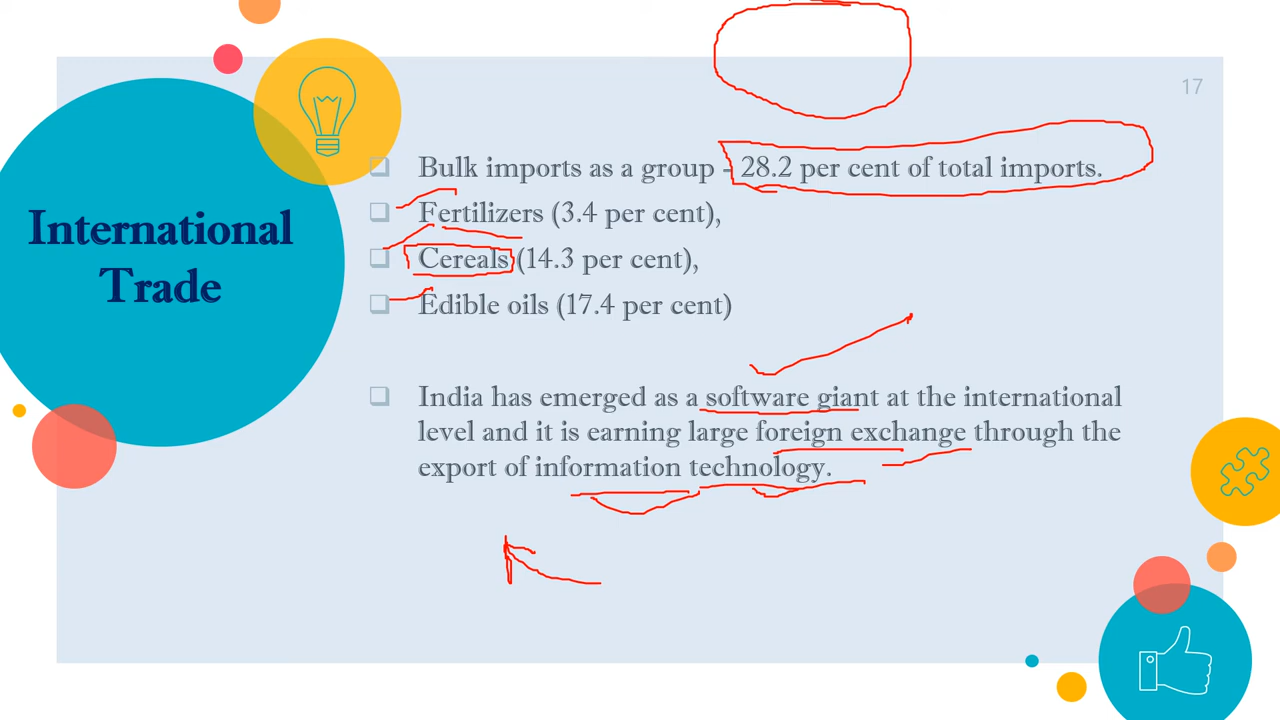 17
International
Trade
Bulk imports as a group - 28.2 per cent of total imports.
Fertilizers (3.4 per cent),
Cereals (14.3 per cent),
Edible oils (17.4 per cent)
India has emerged as a software giant at the international
level and it is earning large foreign exchange through the
export of information technology.